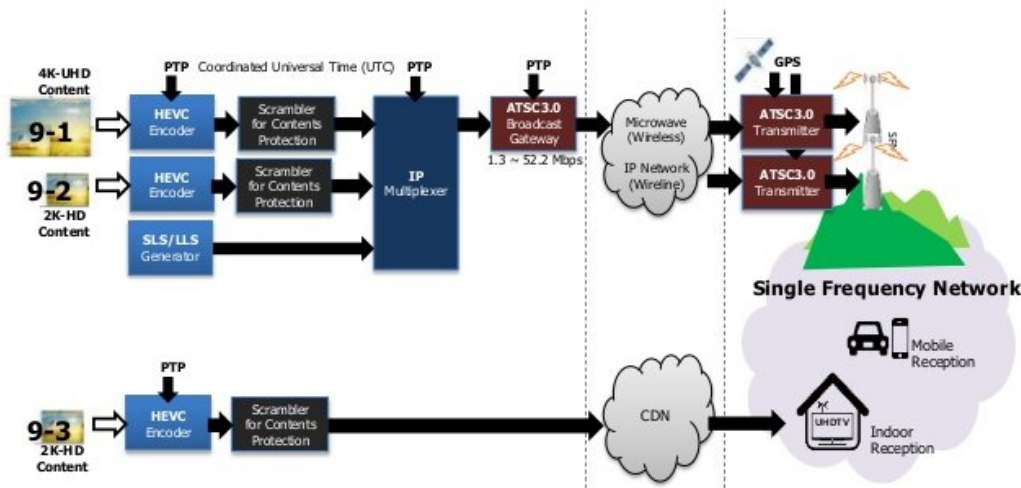 PTP
Coordinated Universal Time (UTC)
PTP
PTP
GPS
4K-UHD
Content
9-1
HEVC
Encoder
Scrambler
for Contents
Protection
IP
Multiplexer
ATSC3.0
Broadcast
Gateway
1.3 ~ 52.2 Mbps
Microwave
(Wireless)
IP Network
(Wireline)
ATSC3.0
Transmitter
ATSC3.0
Transmitter
9-2
2K-HD
Content
HEVC
Encoder
Scrambler
for Contents
Protection
SLS/LLS
Generator
Single Frequency Network
Mobile
Reception
PTP
9-3
2K-HD
Content
HEVC
Encoder
Scrambler
for Contents
Protection
CDN
UHDTV
Indoor
Reception